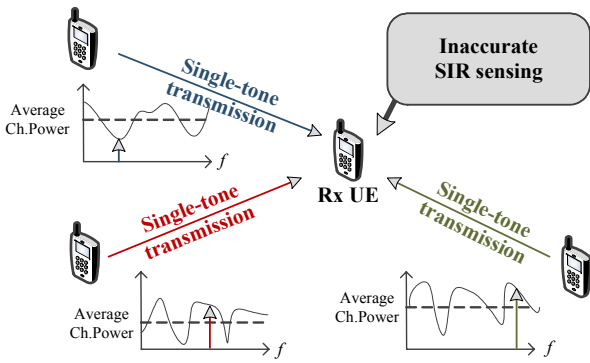 Single-tone
transmission
Inaccurate
SIR sensing
Average
Ch.Power
f
Rx UE
Single-tone
transmission
Single-tone
transmission
Average
Ch.Power
f
Average
Ch.Power
f